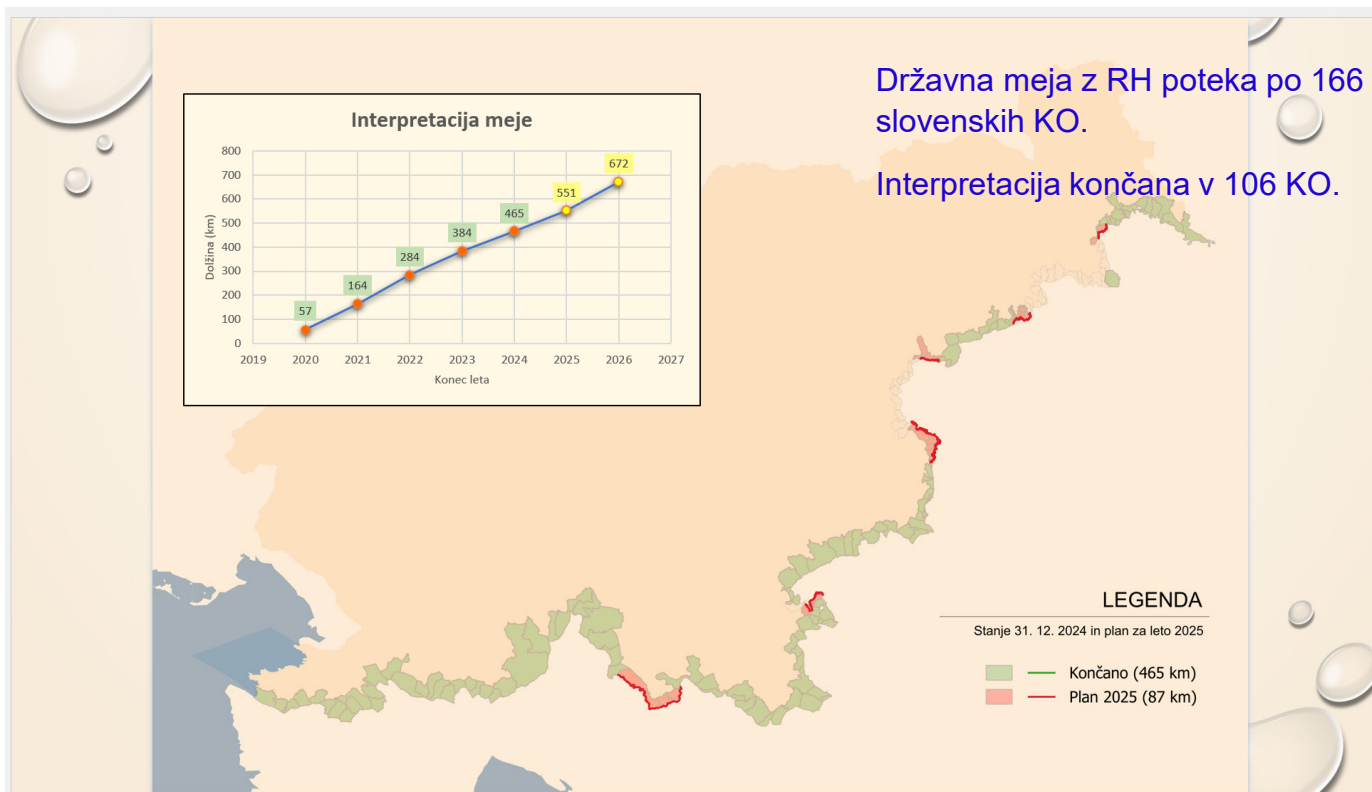 Državna meja z RH poteka po 166
slovenskih KO.
Interpretacija končana v 106 KO.
Interpretacija meje
800
700
600
500
400
300
200
100
0
Dolžina (km)
57
164
284
384
465
551
672
2019 2020 2021 2022 2023 2024 2025 2026 2027
Konec leta
LEGENDA
Stanje 31. 12. 2024 in plan za leto 2025
Končano (465 km)
Plan 2025 (87 km)